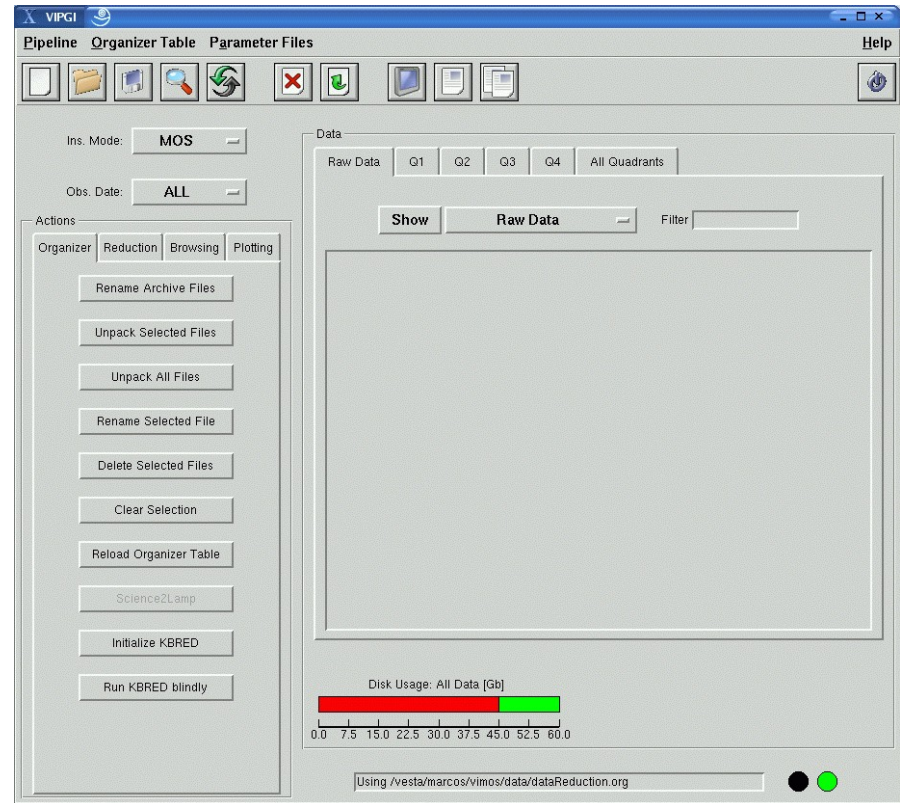 X VIPGI
Pipeline Organizer Table Parameter Files Help
Ins. Mode: MOS
Obs. Date: ALL
Actions
Organizer Reduction Browsing Plotting
Rename Archive Files
Unpack Selected Files
Unpack All Files
Rename Selected File
Delete Selected Files
Clear Selection
Reload Organizer Table
Science2Lamp
Initialize KBRED
Run KBRED blindly
Data
Raw Data Q1 Q2 Q3 Q4 All Quadrants
Show Raw Data Filter
Disk Usage: All Data [Gb]
0.0 7.5 15.0 22.5 30.0 37.5 45.0 52.5 60.0
Using /vesta/marcos/vimos/data/dataReduction.org